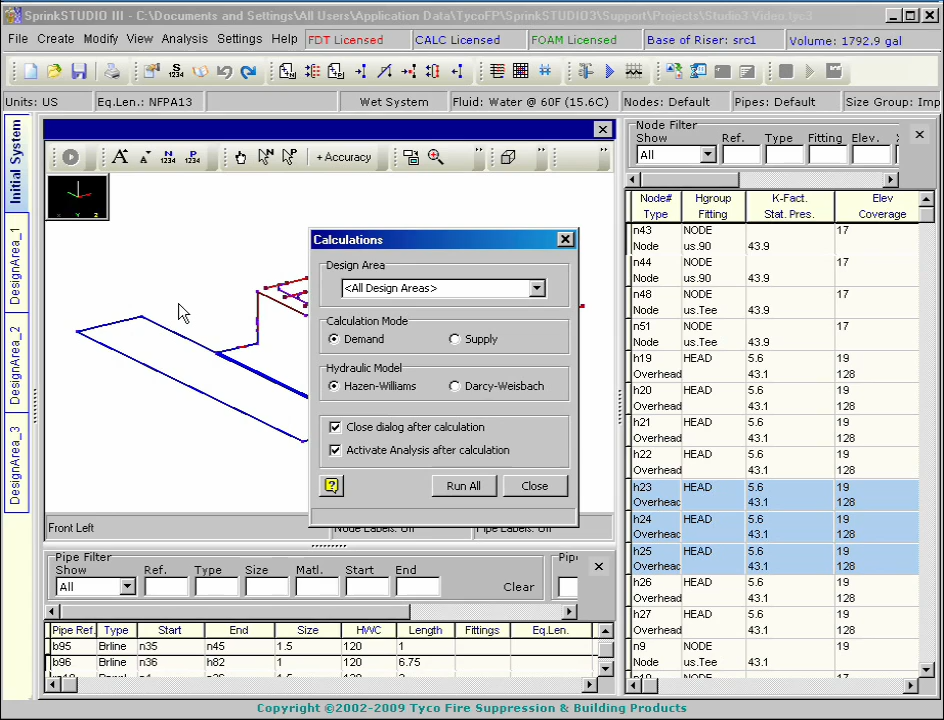 SprinkSTUDIO III - C:\Documents and Settings\All Users\Application Data\TycoFP\SprinkSTUDIO3\Support\Projects\Studio3 Video.tyc3
File Create Modify View Analysis Settings Help FDT Licensed CALC Licensed FOAM Licensed Base of Riser: src1 Volume: 1792.9 gal
Units: US Eq.Len.: NFPA13 Wet System Fluid: Water @ 60F (15.6C) Nodes: Default Pipes: Default Size Group: Imp
Initial System
DesignArea_1
DesignArea_2
DesignArea_3
+ Accuracy
X Y Z
Front Left
Node Labels: Off Pipe Labels: Off
Calculations
Design Area
<All Design Areas>
Calculation Mode
Demand Supply
Hydraulic Model
Hazen-Williams Darcy-Weisbach
Close dialog after calculation
Activate Analysis after calculation
Run All Close
Pipe Filter
Show Ref. Type Size Matl. Start End
All Clear
Pipe Ref. Type Start End Size HWC Length Fittings Eq.Len.
b95 Brline n35 n45 1.5 120 1
b96 Brline n36 h82 1 120 6.75
Node Filter
Show Ref. Type Fitting Elev.
All
Node# Hgroup K-Fact. Elev
Type Fitting Stat. Pres. Coverage
n43 NODE 17
Node us.90 43.9
n44 NODE 17
Node us.90 43.9
n48 NODE 17
Node us.Tee 43.9
n51 NODE 17
Node us.Tee 43.9
h19 HEAD 5.6 19
Overhead 43.1 128
h20 HEAD 5.6 19
Overhead 43.1 128
h21 HEAD 5.6 19
Overhead 43.1 128
h22 HEAD 5.6 19
Overhead 43.1 128
h23 HEAD 5.6 19
Overheac 43.1 128
h24 HEAD 5.6 19
Overheac 43.1 128
h25 HEAD 5.6 19
Overheac 43.1 128
h26 HEAD 5.6 19
Overhead 43.1 128
h27 HEAD 5.6 19
Overhead 43.1 128
n9 NODE 19
Node us.Tee 43.1
Copyright ©2002-2009 Tyco Fire Suppression & Building Products